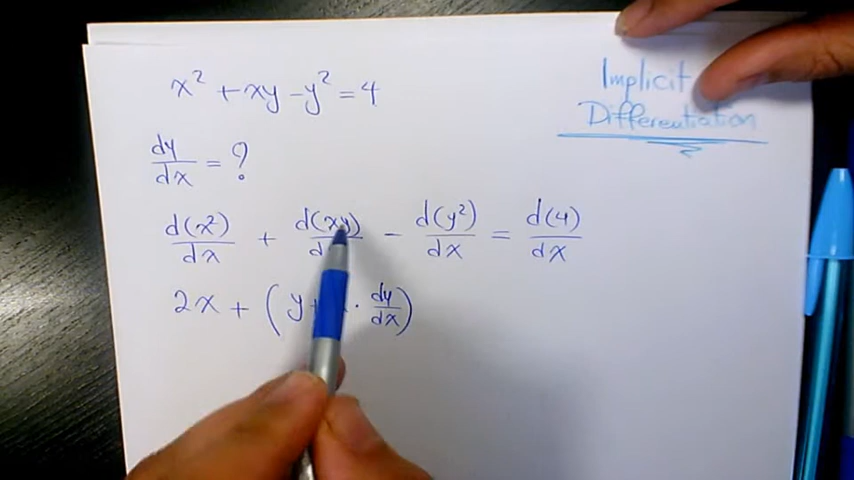 Implicit
Differentiation
x² + xy - y² = 4
dy/dx = ?
d(x²)/dx + d(xy)/d - d(y²)/dx = d(4)/dx
2x + (y + · dy/dx)